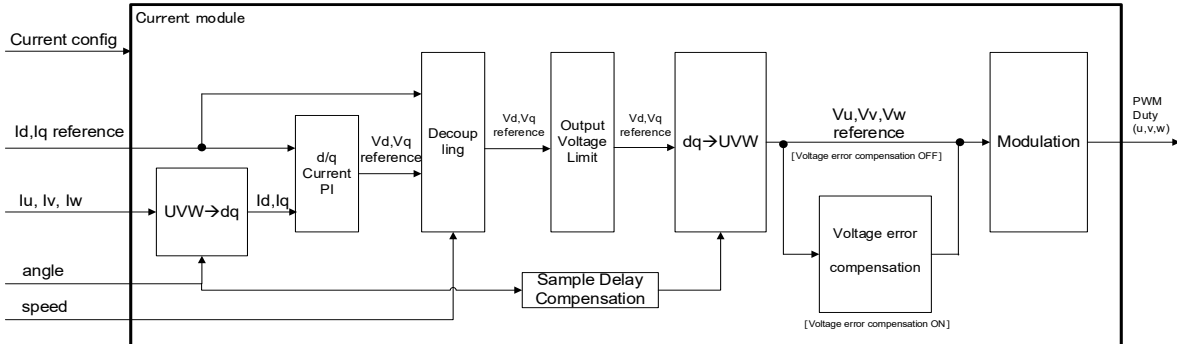 Current module
Current config
Id,Iq reference
Iu, Iv, Iw
angle
speed
UVW→dq
Id,Iq
d/q
Current
PI
Vd,Vq
reference
Decoup
ling
Vd,Vq
reference
Output
Voltage
Limit
Vd,Vq
reference
dq→UVW
Sample Delay
Compensation
Vu,Vv,Vw
reference
[Voltage error compensation OFF]
Voltage error
compensation
[Voltage error compensation ON]
Modulation
PWM
Duty
(u,v,w)